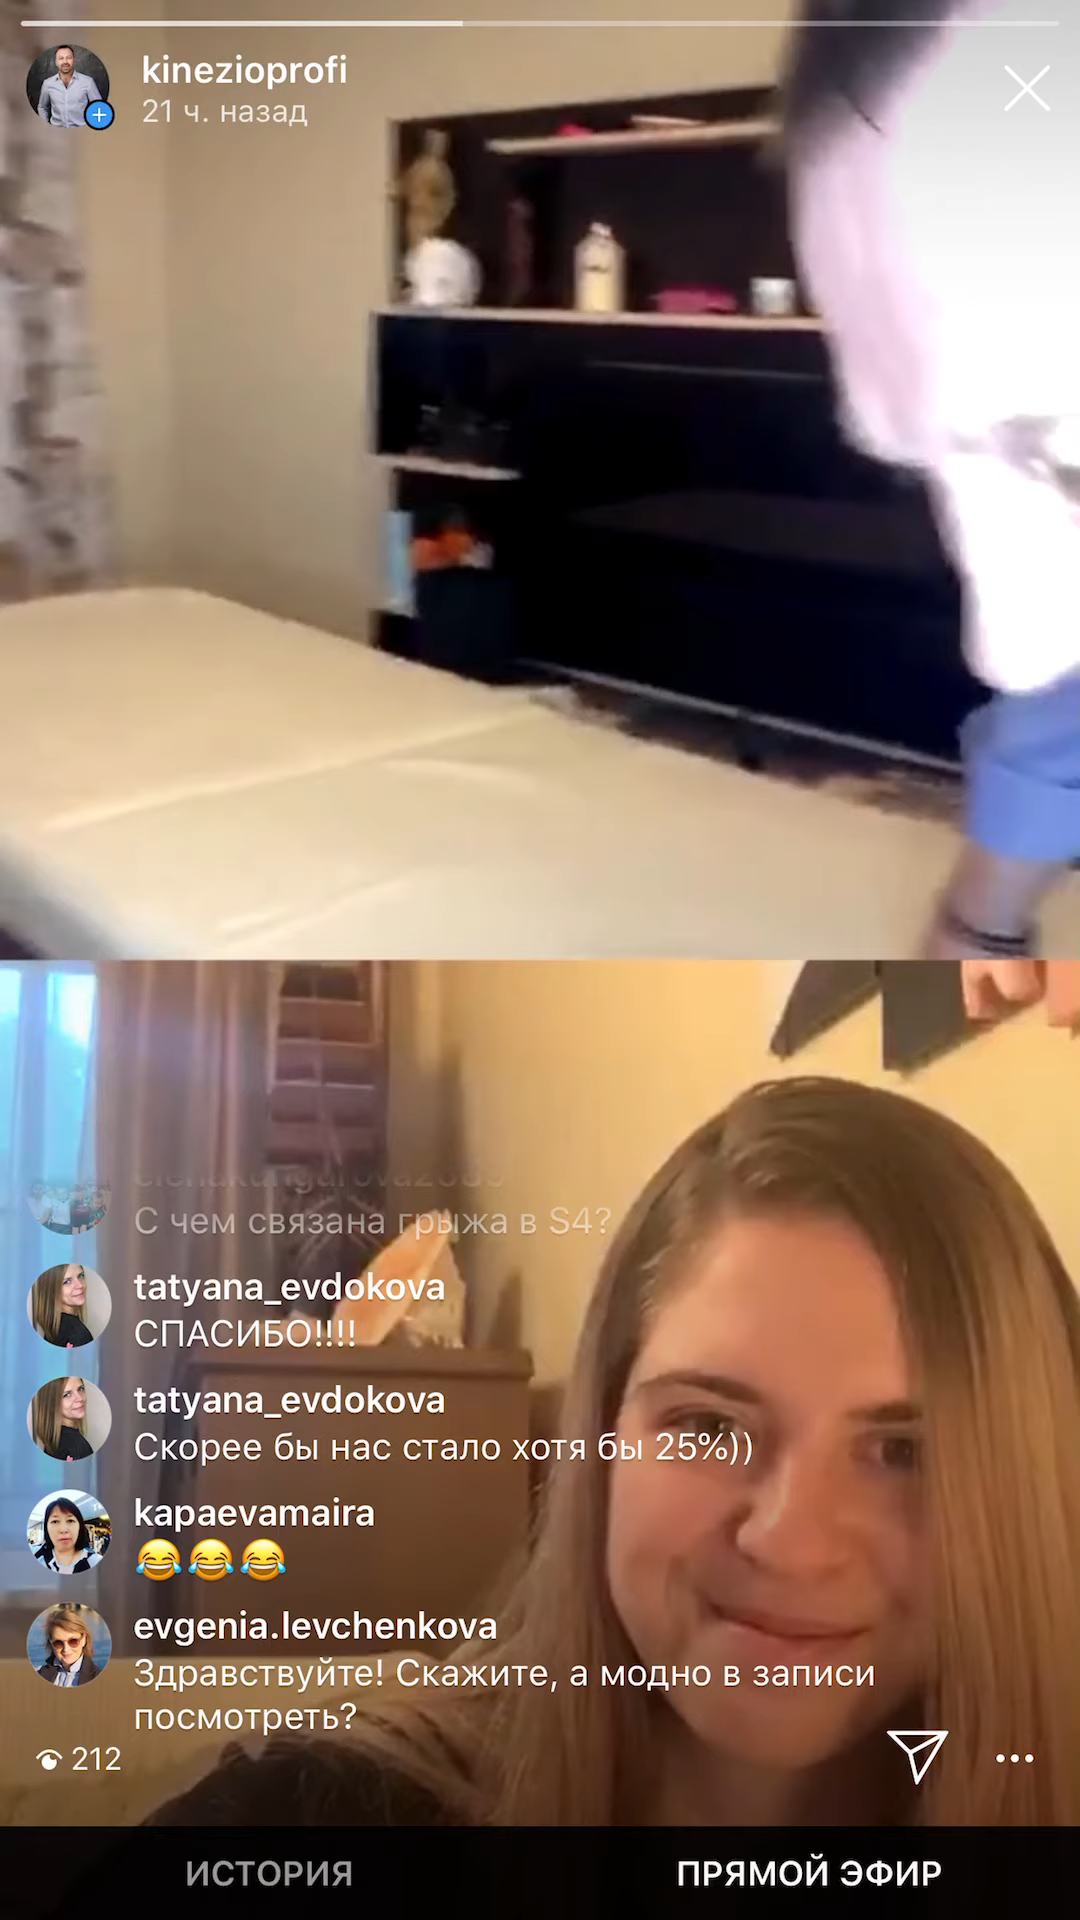 kinezioprofi
21 ч. назад
С чем связана грыжа в S4?
tatyana_evdokova
СПАСИБО!!!!
tatyana_evdokova
Скорее бы нас стало хотя бы 25%))
kapaevamaira
😂😂😂
evgenia.levchenkova
Здравствуйте! Скажите, а модно в записи
посмотреть?
212
ИСТОРИЯ
ПРЯМОЙ ЭФИР